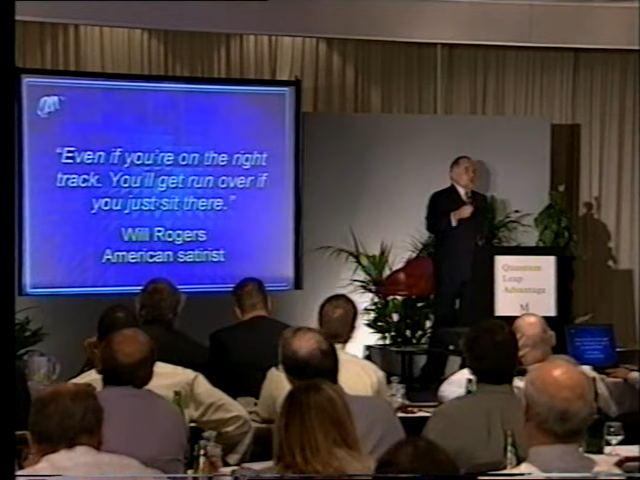 "Even if you're on the right
track. You'll get run over if
you just sit there."
Will Rogers
American satirist
Quantum
Leap
Advantage
M